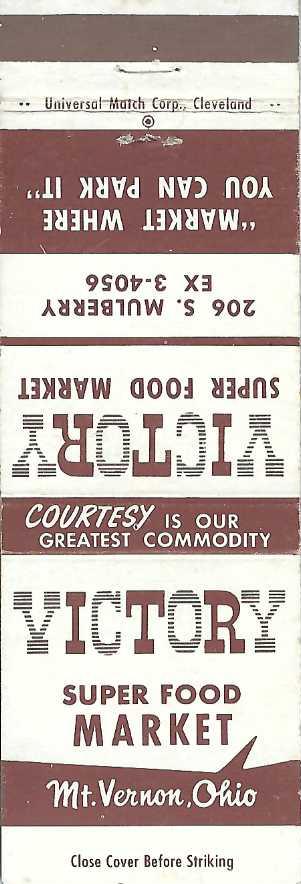 Universal Match Corp., Cleveland
"MARKET WHERE
YOU CAN PARK IT"
206 S. MULBERRY
EX 3-4056
VICTORY
SUPER FOOD MARKET
COURTESY IS OUR
GREATEST COMMODITY
VICTORY
SUPER FOOD
MARKET
Mt. Vernon, Ohio
Close Cover Before Striking